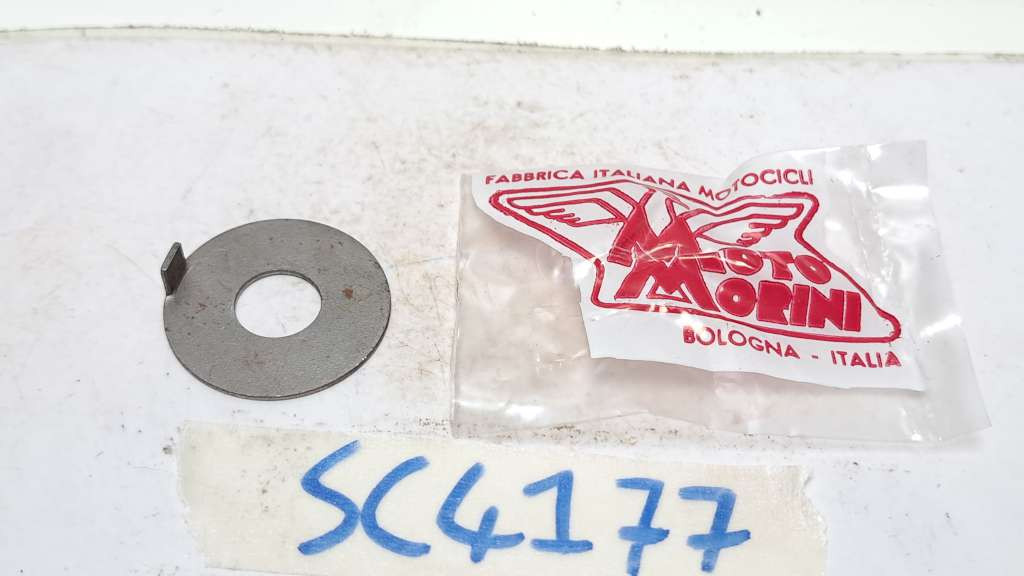 FABBRICA ITALIANA MOTOCICLI
MOTO
MORINI
BOLOGNA - ITALIA
SC4177